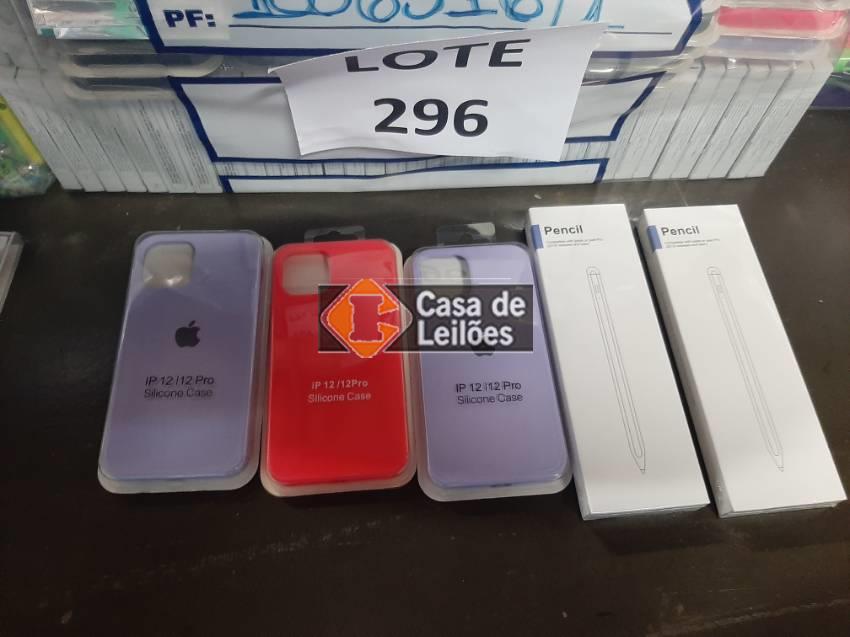 PF:
LOTE
296
iP 12 /12 Pro
Silicone Case
iP 12 /12Pro
Silicone Case
Casa de
Leilões
iP 12 /12 Pro
Silicone Case
Pencil
Pencil